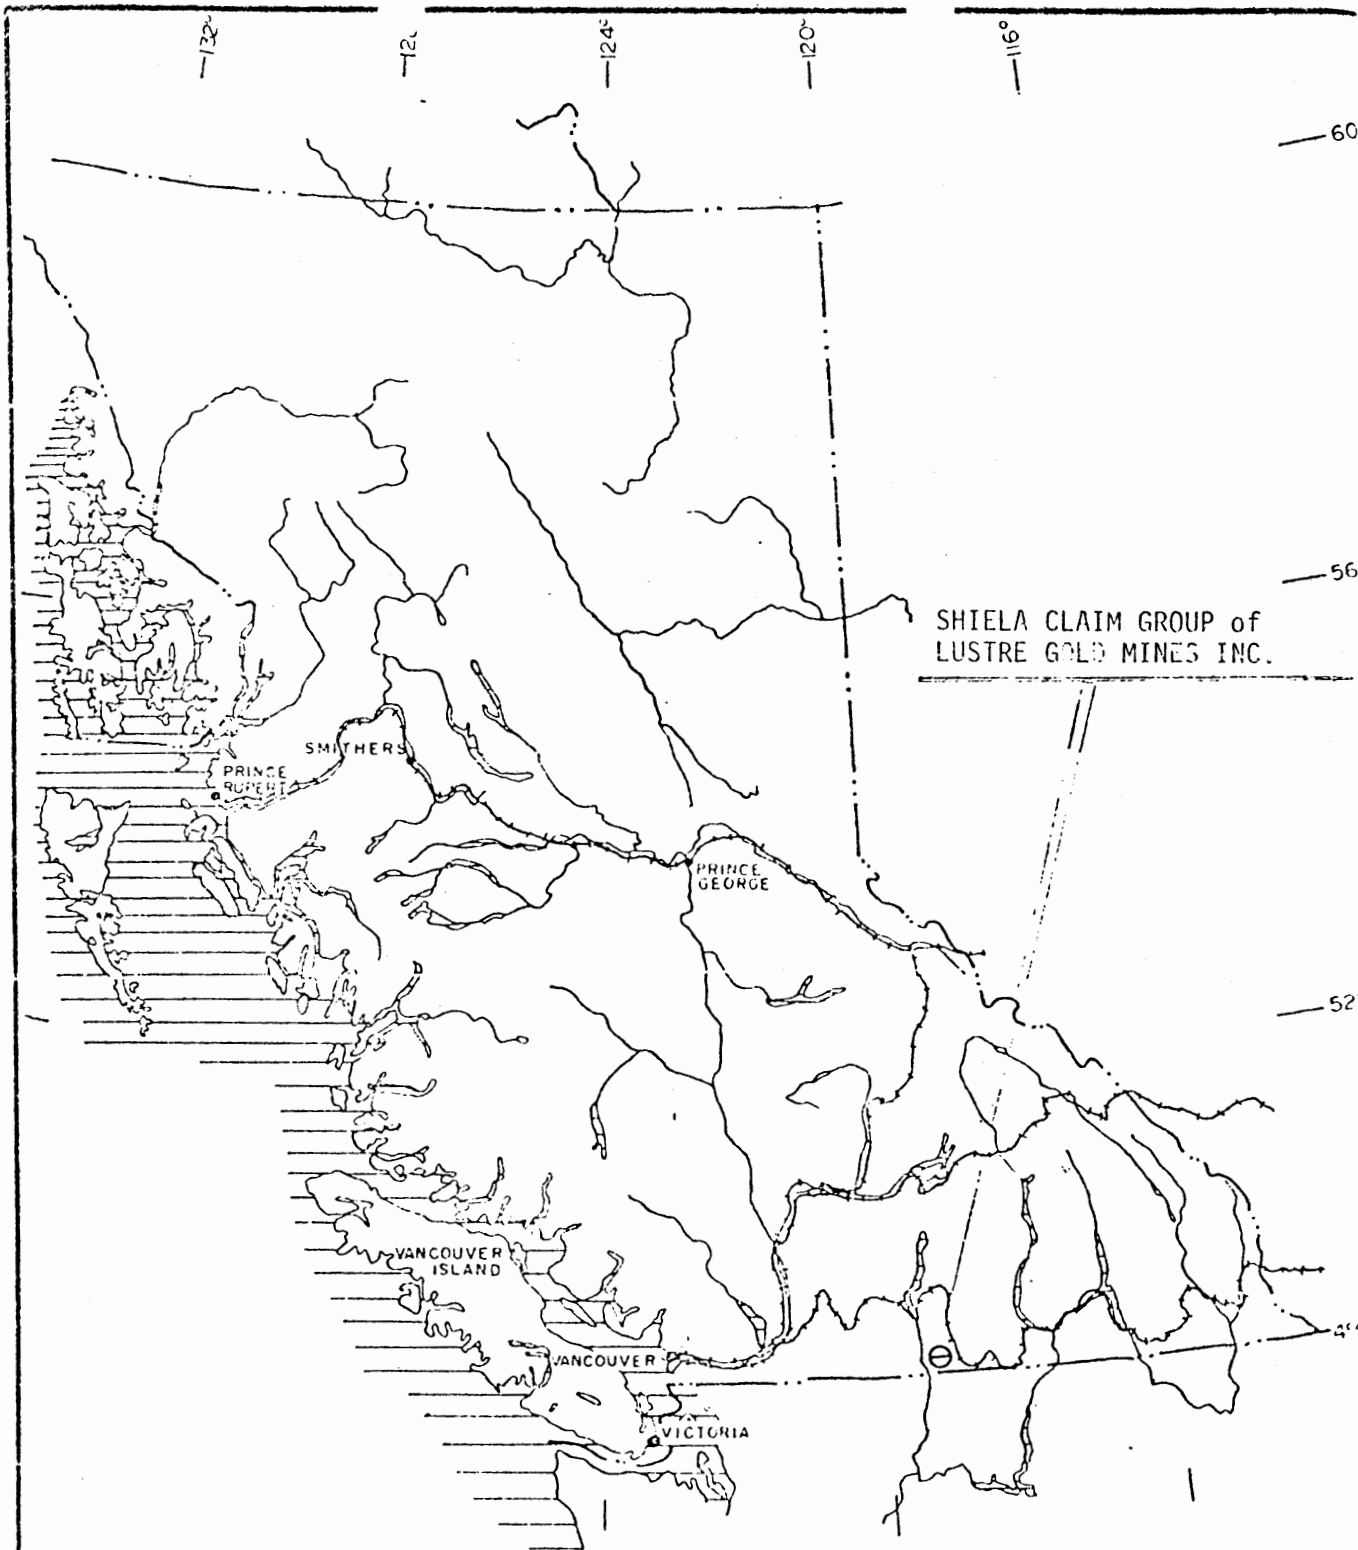 132°
12
124°
120°
116°
60
56
SHIELA CLAIM GROUP of
LUSTRE GOLD MINES INC.
SMITHERS
PRINCE
RUPERT
PRINCE
GEORGE
52
VANCOUVER
ISLAND
VANCOUVER
VICTORIA